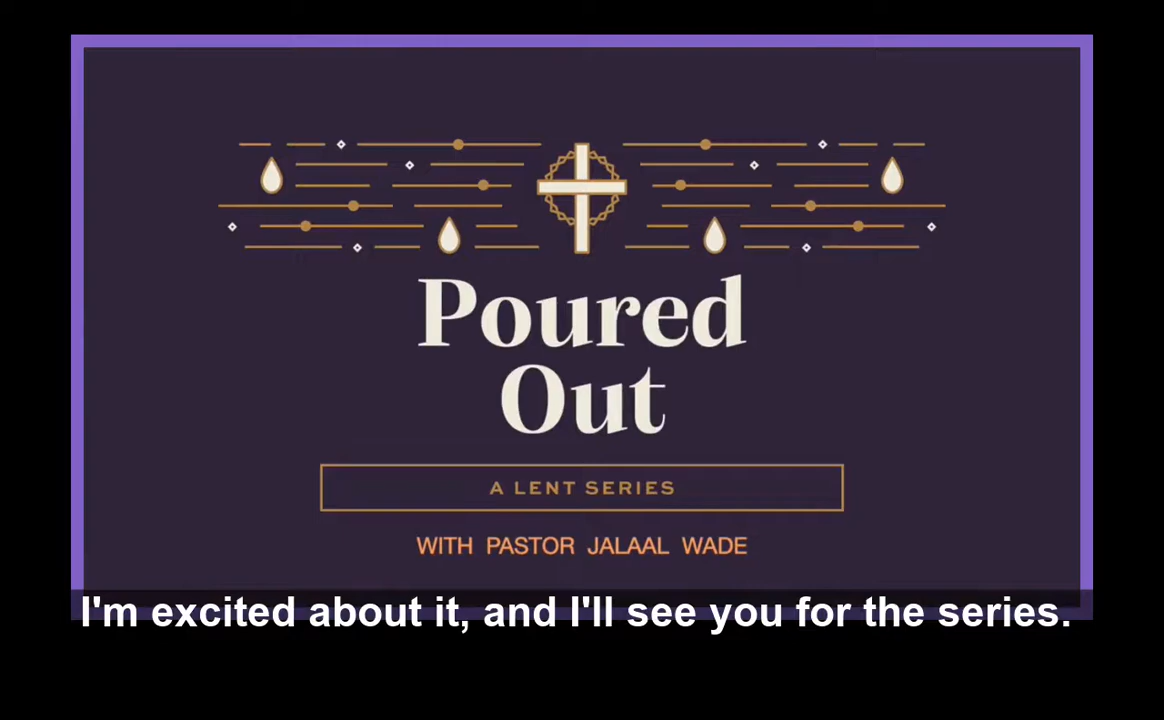 Poured
Out
A LENT SERIES
WITH PASTOR JALAAL WADE
I'm excited about it, and I'll see you for the series.